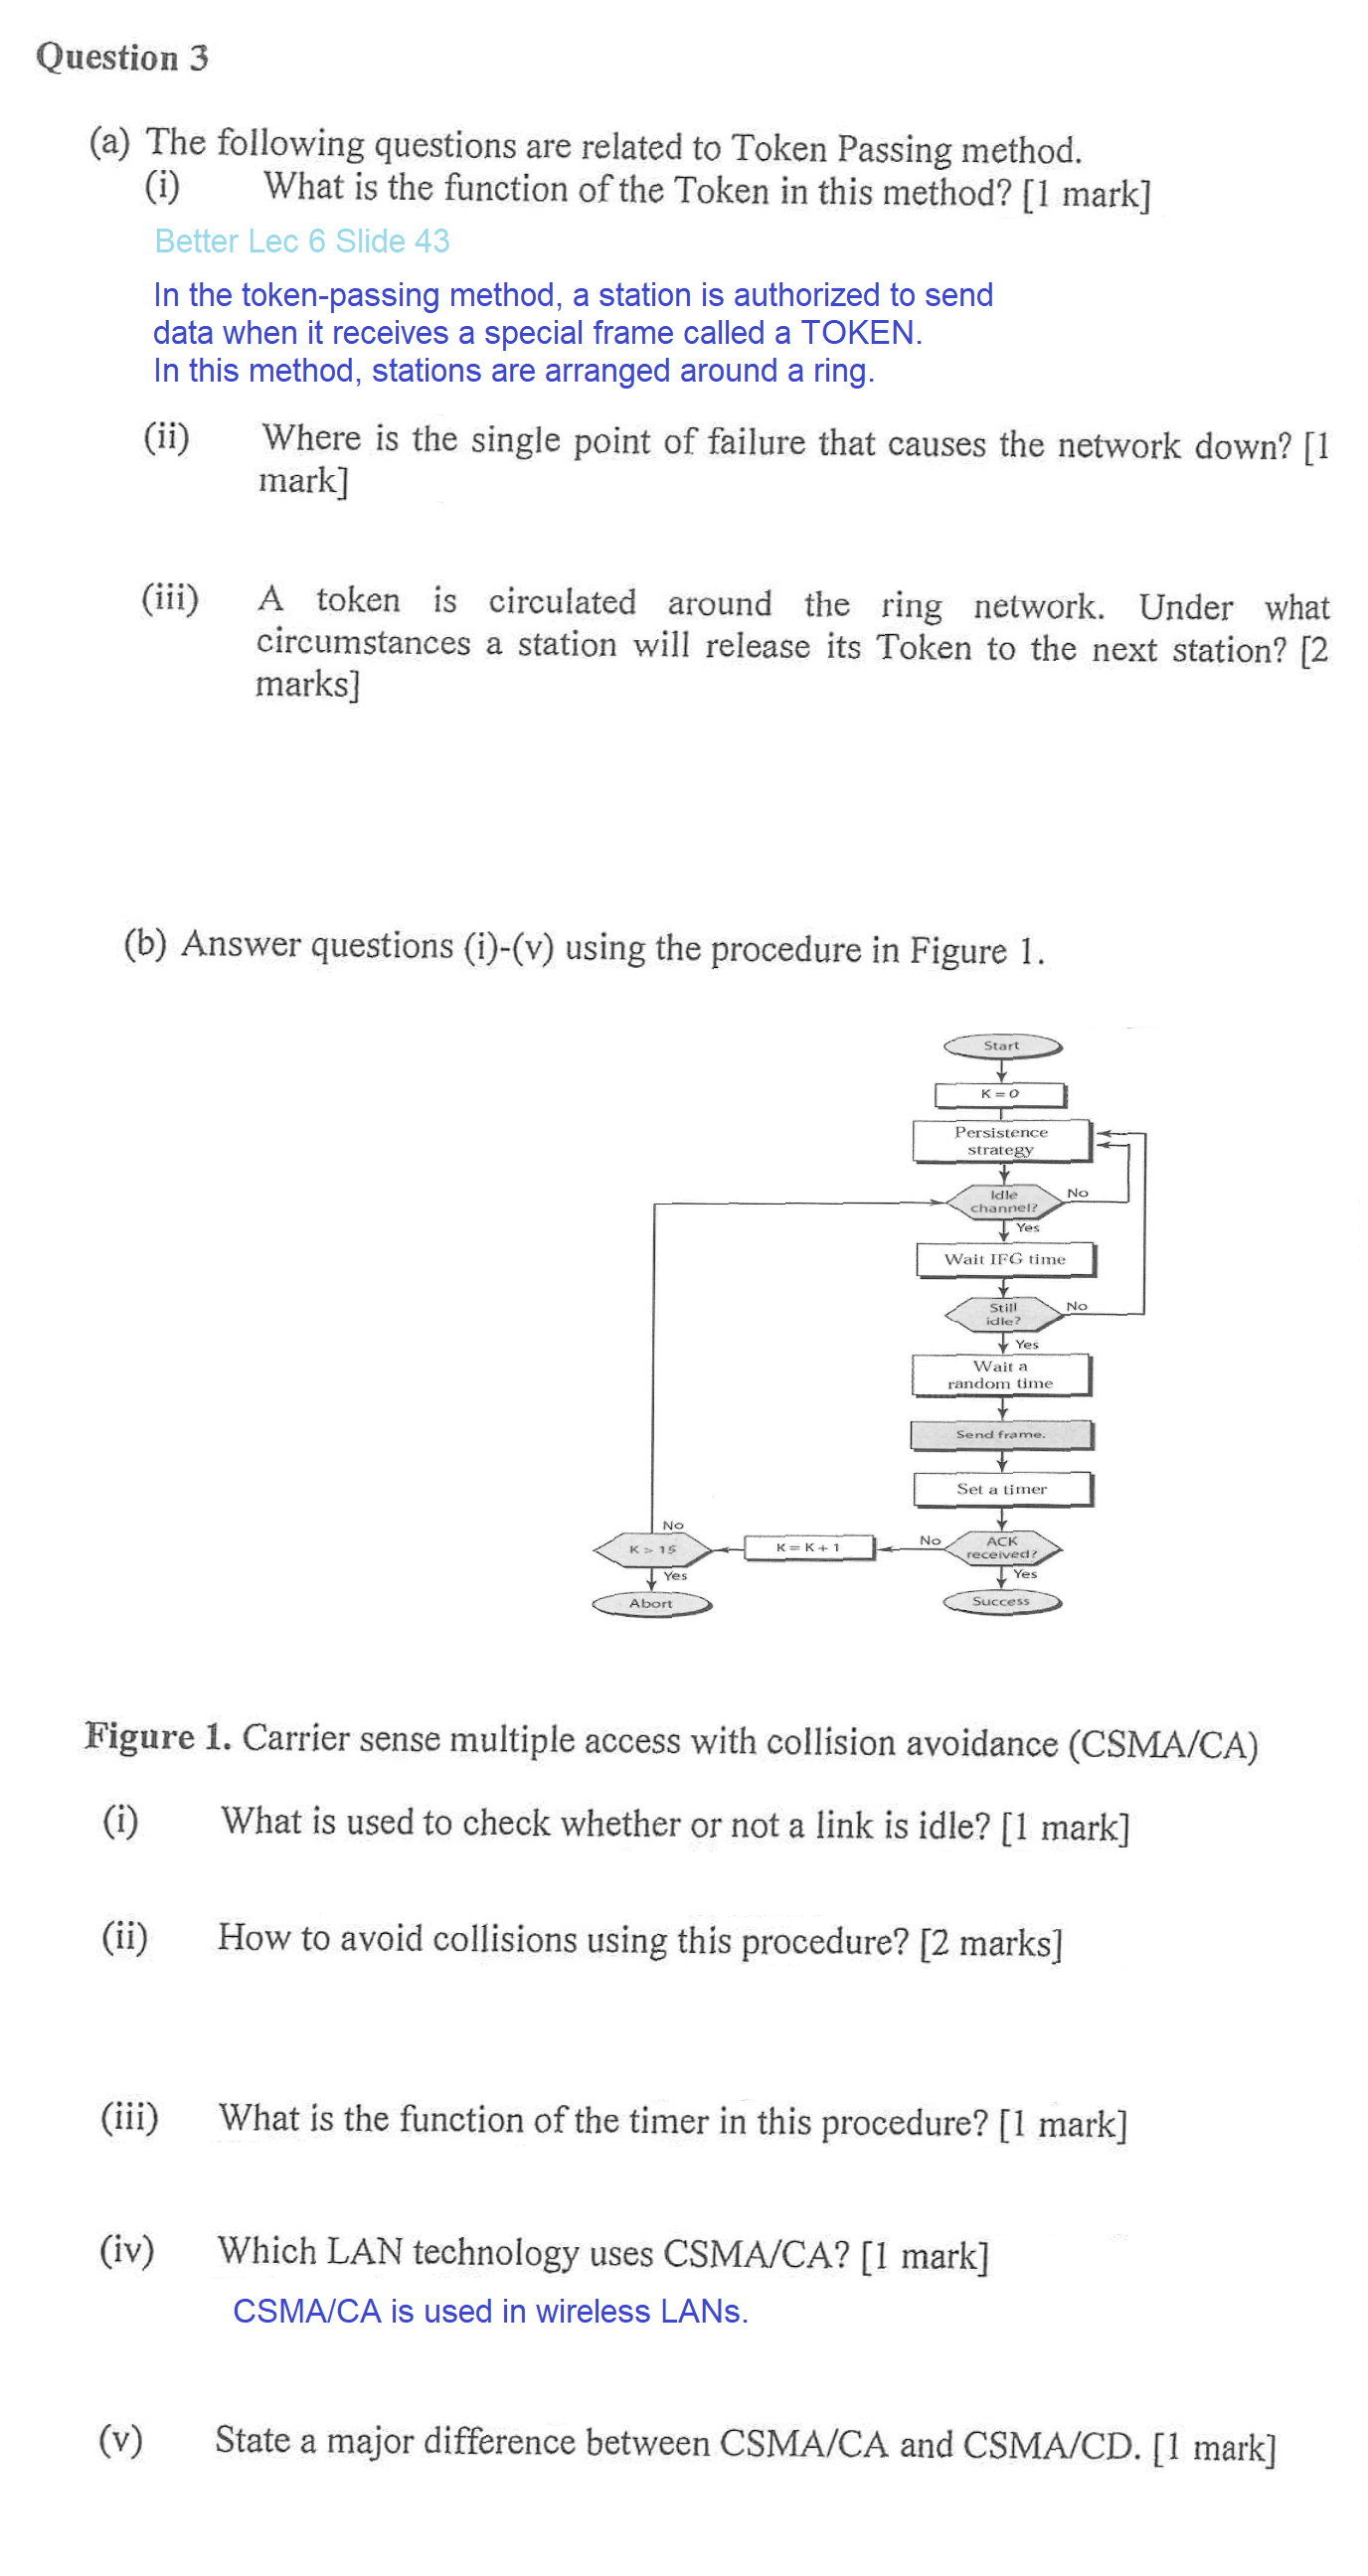 Question 3
(a) The following questions are related to Token Passing method.
(i) What is the function of the Token in this method? [1 mark]
Better Lec 6 Slide 43
In the token-passing method, a station is authorized to send
data when it receives a special frame called a TOKEN.
In this method, stations are arranged around a ring.
(ii) Where is the single point of failure that causes the network down? [1
mark]
(iii) A token is circulated around the ring network. Under what
circumstances a station will release its Token to the next station? [2
marks]
(b) Answer questions (i)-(v) using the procedure in Figure 1.
Start
K = 0
Persistence
strategy
Idle
channel?
No
Yes
Wait IFG time
Still
idle?
No
Yes
Wait a
random time
Send frame.
Set a timer
ACK
received?
No
Yes
Success
K = K + 1
K > 15
No
Yes
Abort
Figure 1. Carrier sense multiple access with collision avoidance (CSMA/CA)
(i) What is used to check whether or not a link is idle? [1 mark]
(ii) How to avoid collisions using this procedure? [2 marks]
(iii) What is the function of the timer in this procedure? [1 mark]
(iv) Which LAN technology uses CSMA/CA? [1 mark]
CSMA/CA is used in wireless LANs.
(v) State a major difference between CSMA/CA and CSMA/CD. [1 mark]